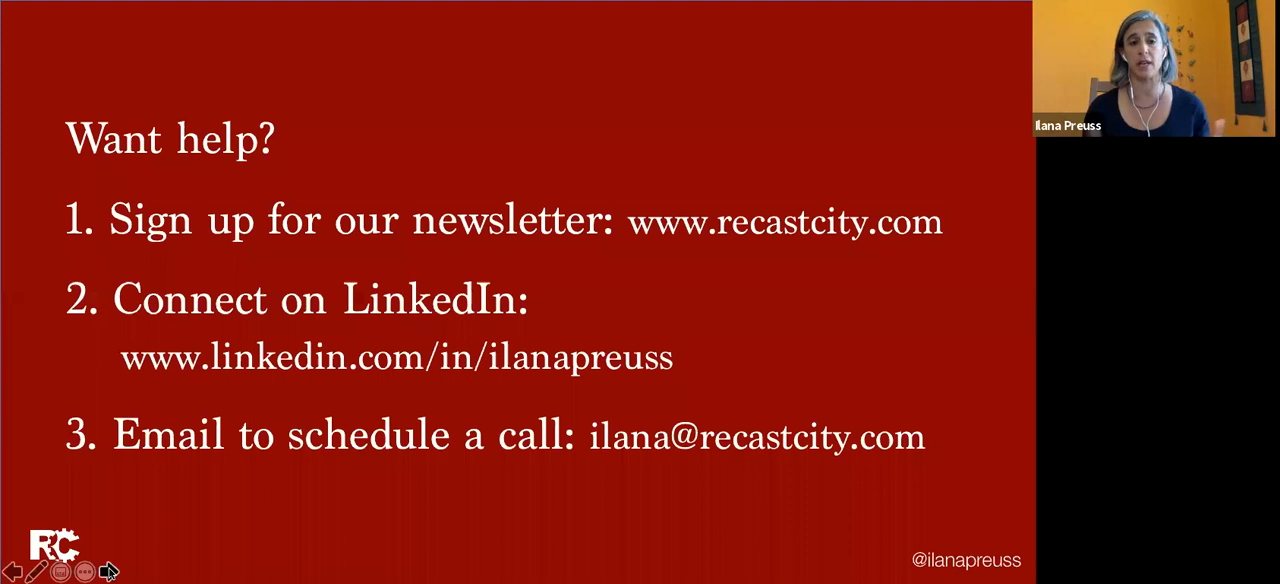 Want help?
1. Sign up for our newsletter: www.recastcity.com
2. Connect on LinkedIn:
www.linkedin.com/in/ilanapreuss
3. Email to schedule a call: ilana@recastcity.com
RC
@ilanapreuss
Ilana Preuss